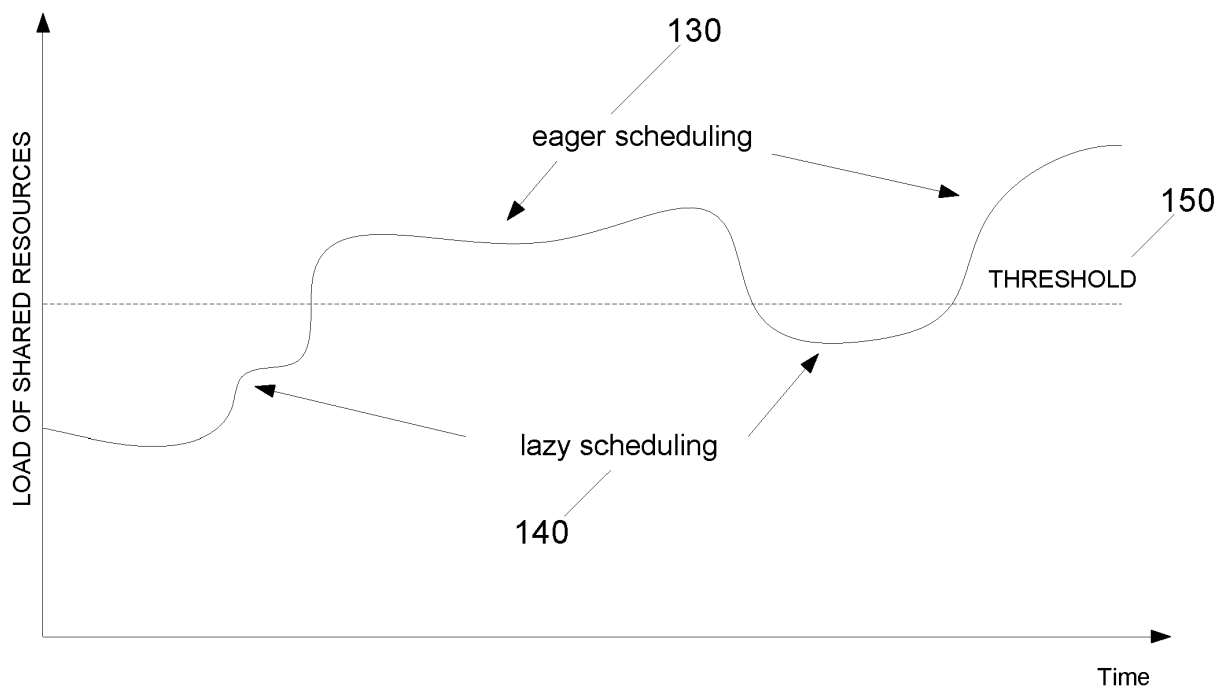 130
eager scheduling
150
THRESHOLD
LOAD OF SHARED RESOURCES
lazy scheduling
140
Time